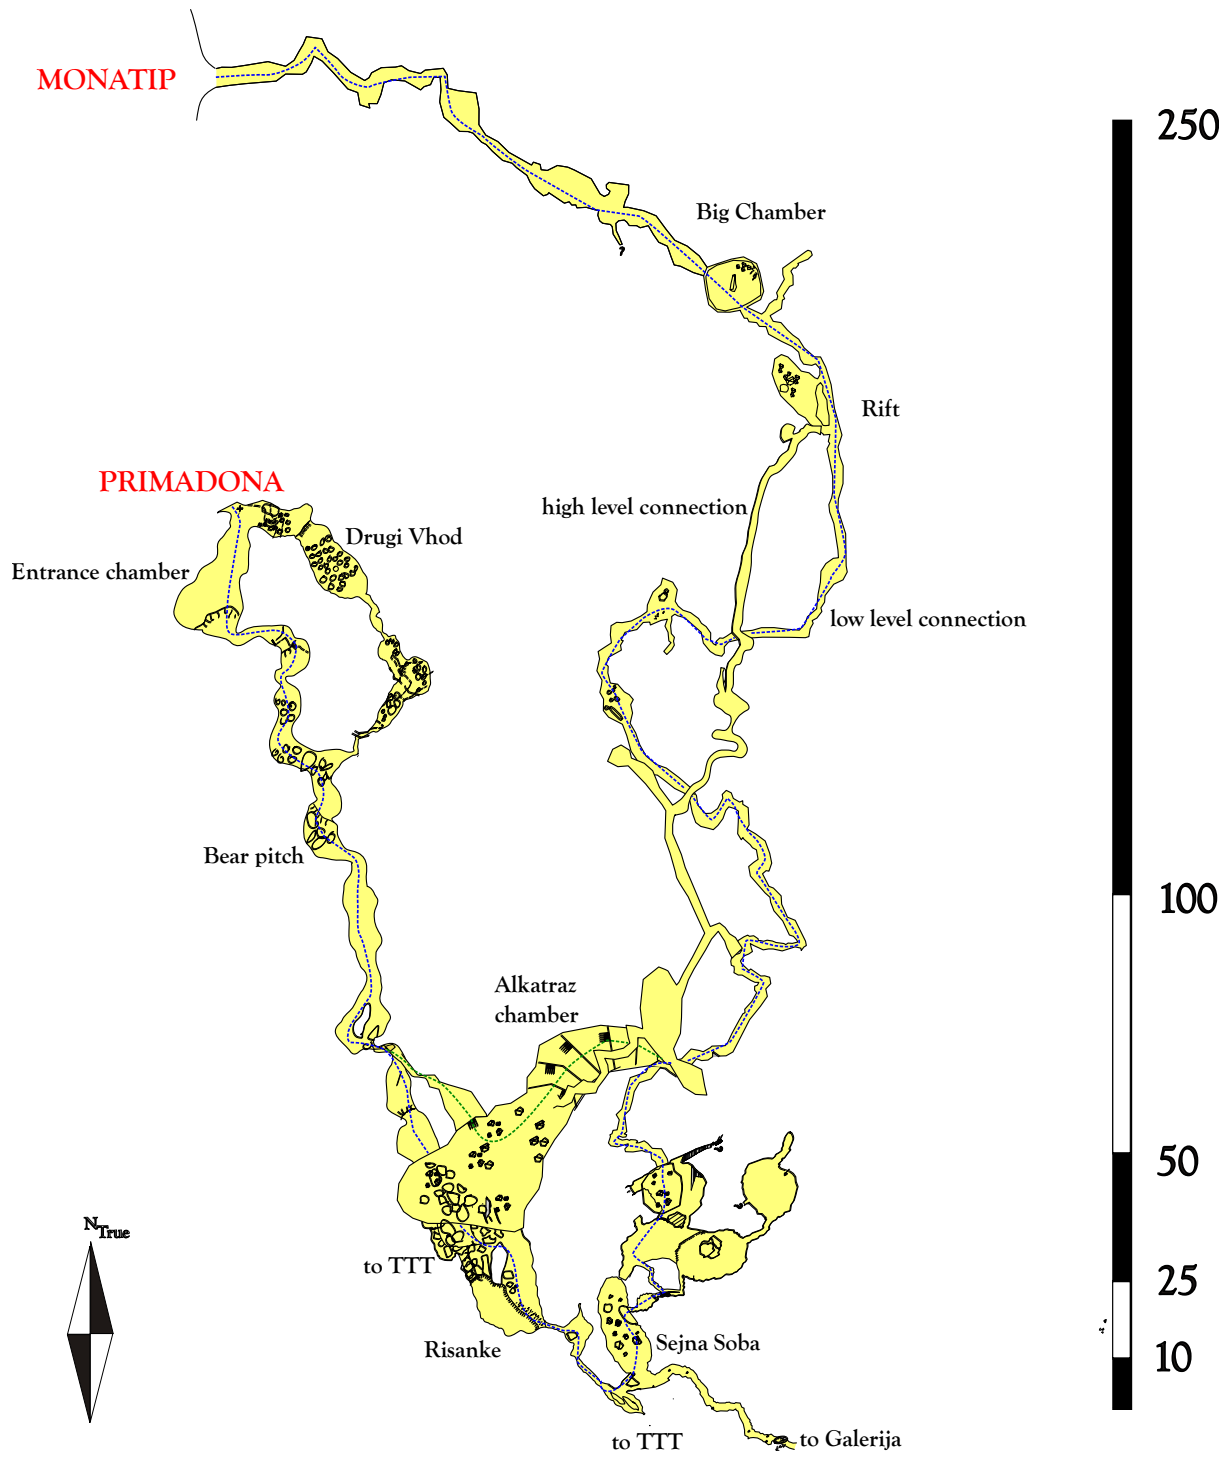 MONATIP
250
Big Chamber
Rift
PRIMADONA
high level connection
Drugi Vhod
Entrance chamber
low level connection
Bear pitch
100
Alkatraz
chamber
50
N
True
to TTT
25
Risanke
Sejna Soba
10
to TTT
to Galerija